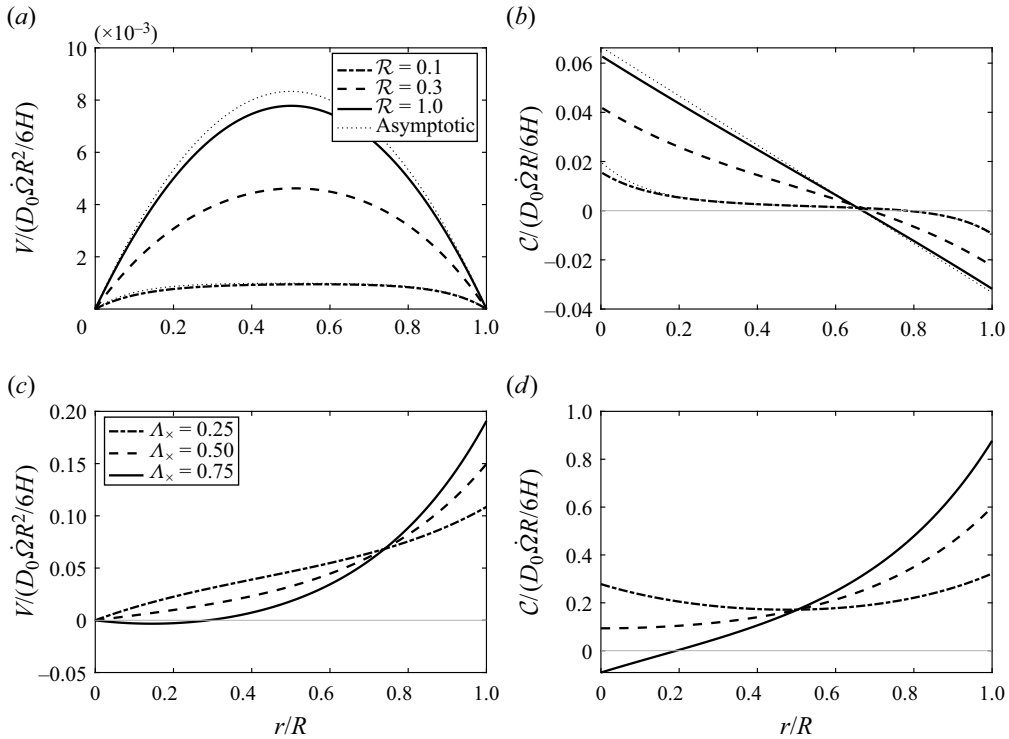 (a)
(×10–3)
10
8
6
4
2
0
0.2
0.4
0.6
0.8
1.0
V/(D0Ω̇R2/6H)
ℛ = 0.1
ℛ = 0.3
ℛ = 1.0
Asymptotic
(b)
0.06
0.04
0.02
0
–0.02
–0.04
0
0.2
0.4
0.6
0.8
1.0
𝒞/(D0Ω̇R/6H)
(c)
0.20
0.15
0.10
0.05
0
–0.05
0
0.2
0.4
0.6
0.8
1.0
V/(D0Ω̇R2/6H)
r/R
Λ× = 0.25
Λ× = 0.50
Λ× = 0.75
(d)
1.0
0.8
0.6
0.4
0.2
0
0
0.2
0.4
0.6
0.8
1.0
𝒞/(D0Ω̇R/6H)
r/R